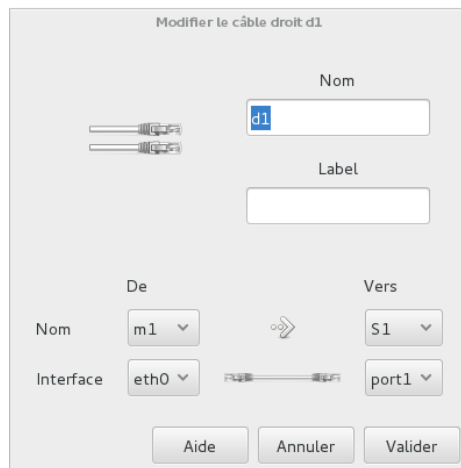 Modifier le câble droit d1
Nom
d1
Label
De Vers
Nom m1 S1
Interface eth0 port1
Aide Annuler Valider